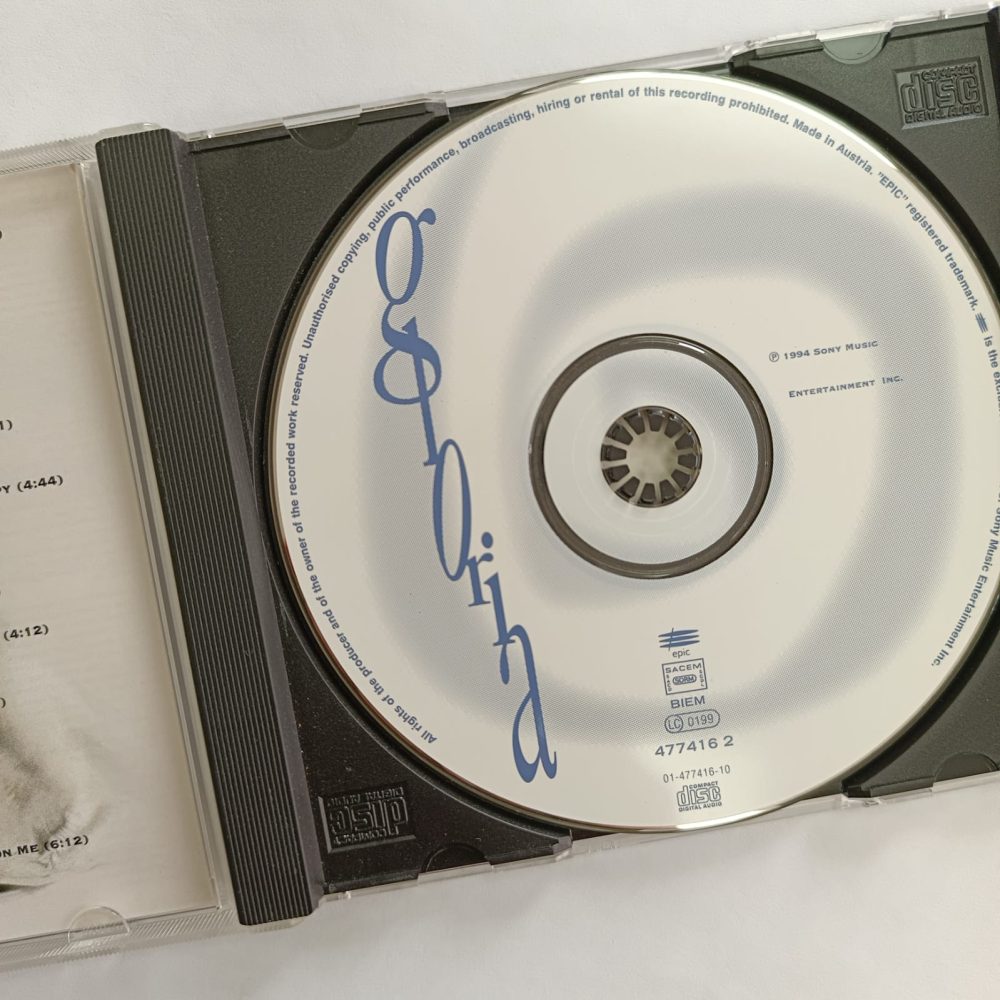 (4:44)
(4:12)
ON ME (6:12)
gloria
All rights of the producer and of the owner of the recorded work reserved. Unauthorised copying, public performance, broadcasting, hiring or rental of this recording prohibited. Made in Austria. "EPIC" registered trademark. is the
Sony Music Entertainment Inc.
℗ 1994 Sony Music
Entertainment Inc.
epic
SACEM
SDRM
BIEM
LC 0199
477416 2
01-477416-10
COMPACT
disc
DIGITAL AUDIO
COMPACT
disc
DIGITAL AUDIO
COMPACT
disc
DIGITAL AUDIO